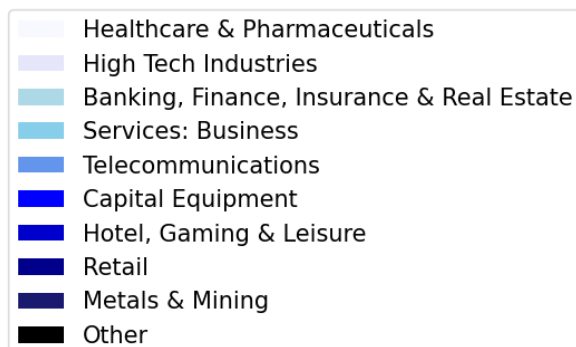 Healthcare & Pharmaceuticals
High Tech Industries
Banking, Finance, Insurance & Real Estate
Services: Business
Telecommunications
Capital Equipment
Hotel, Gaming & Leisure
Retail
Metals & Mining
Other